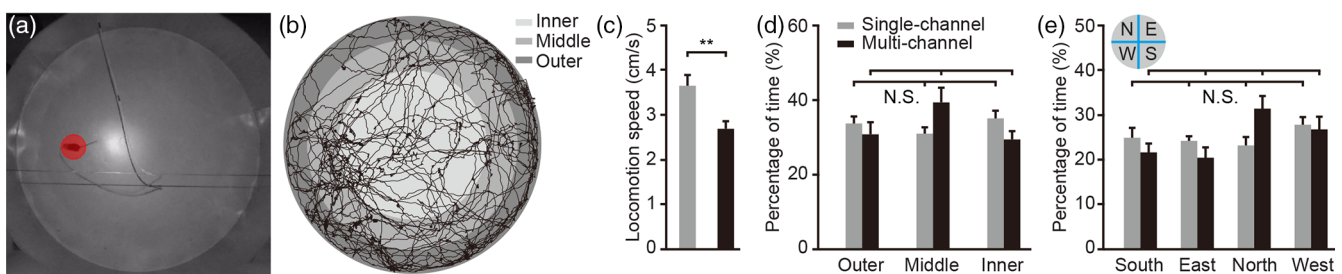 (a)
(b)
Inner
Middle
Outer
(c)
Locomotion speed (cm/s)
5
4
3
2
1
0
**
(d)
Percentage of time (%)
60
40
20
0
Single-channel
Multi-channel
N.S.
Outer Middle Inner
(e)
Percentage of time (%)
50
40
30
20
10
0
N E
W S
N.S.
South East North West